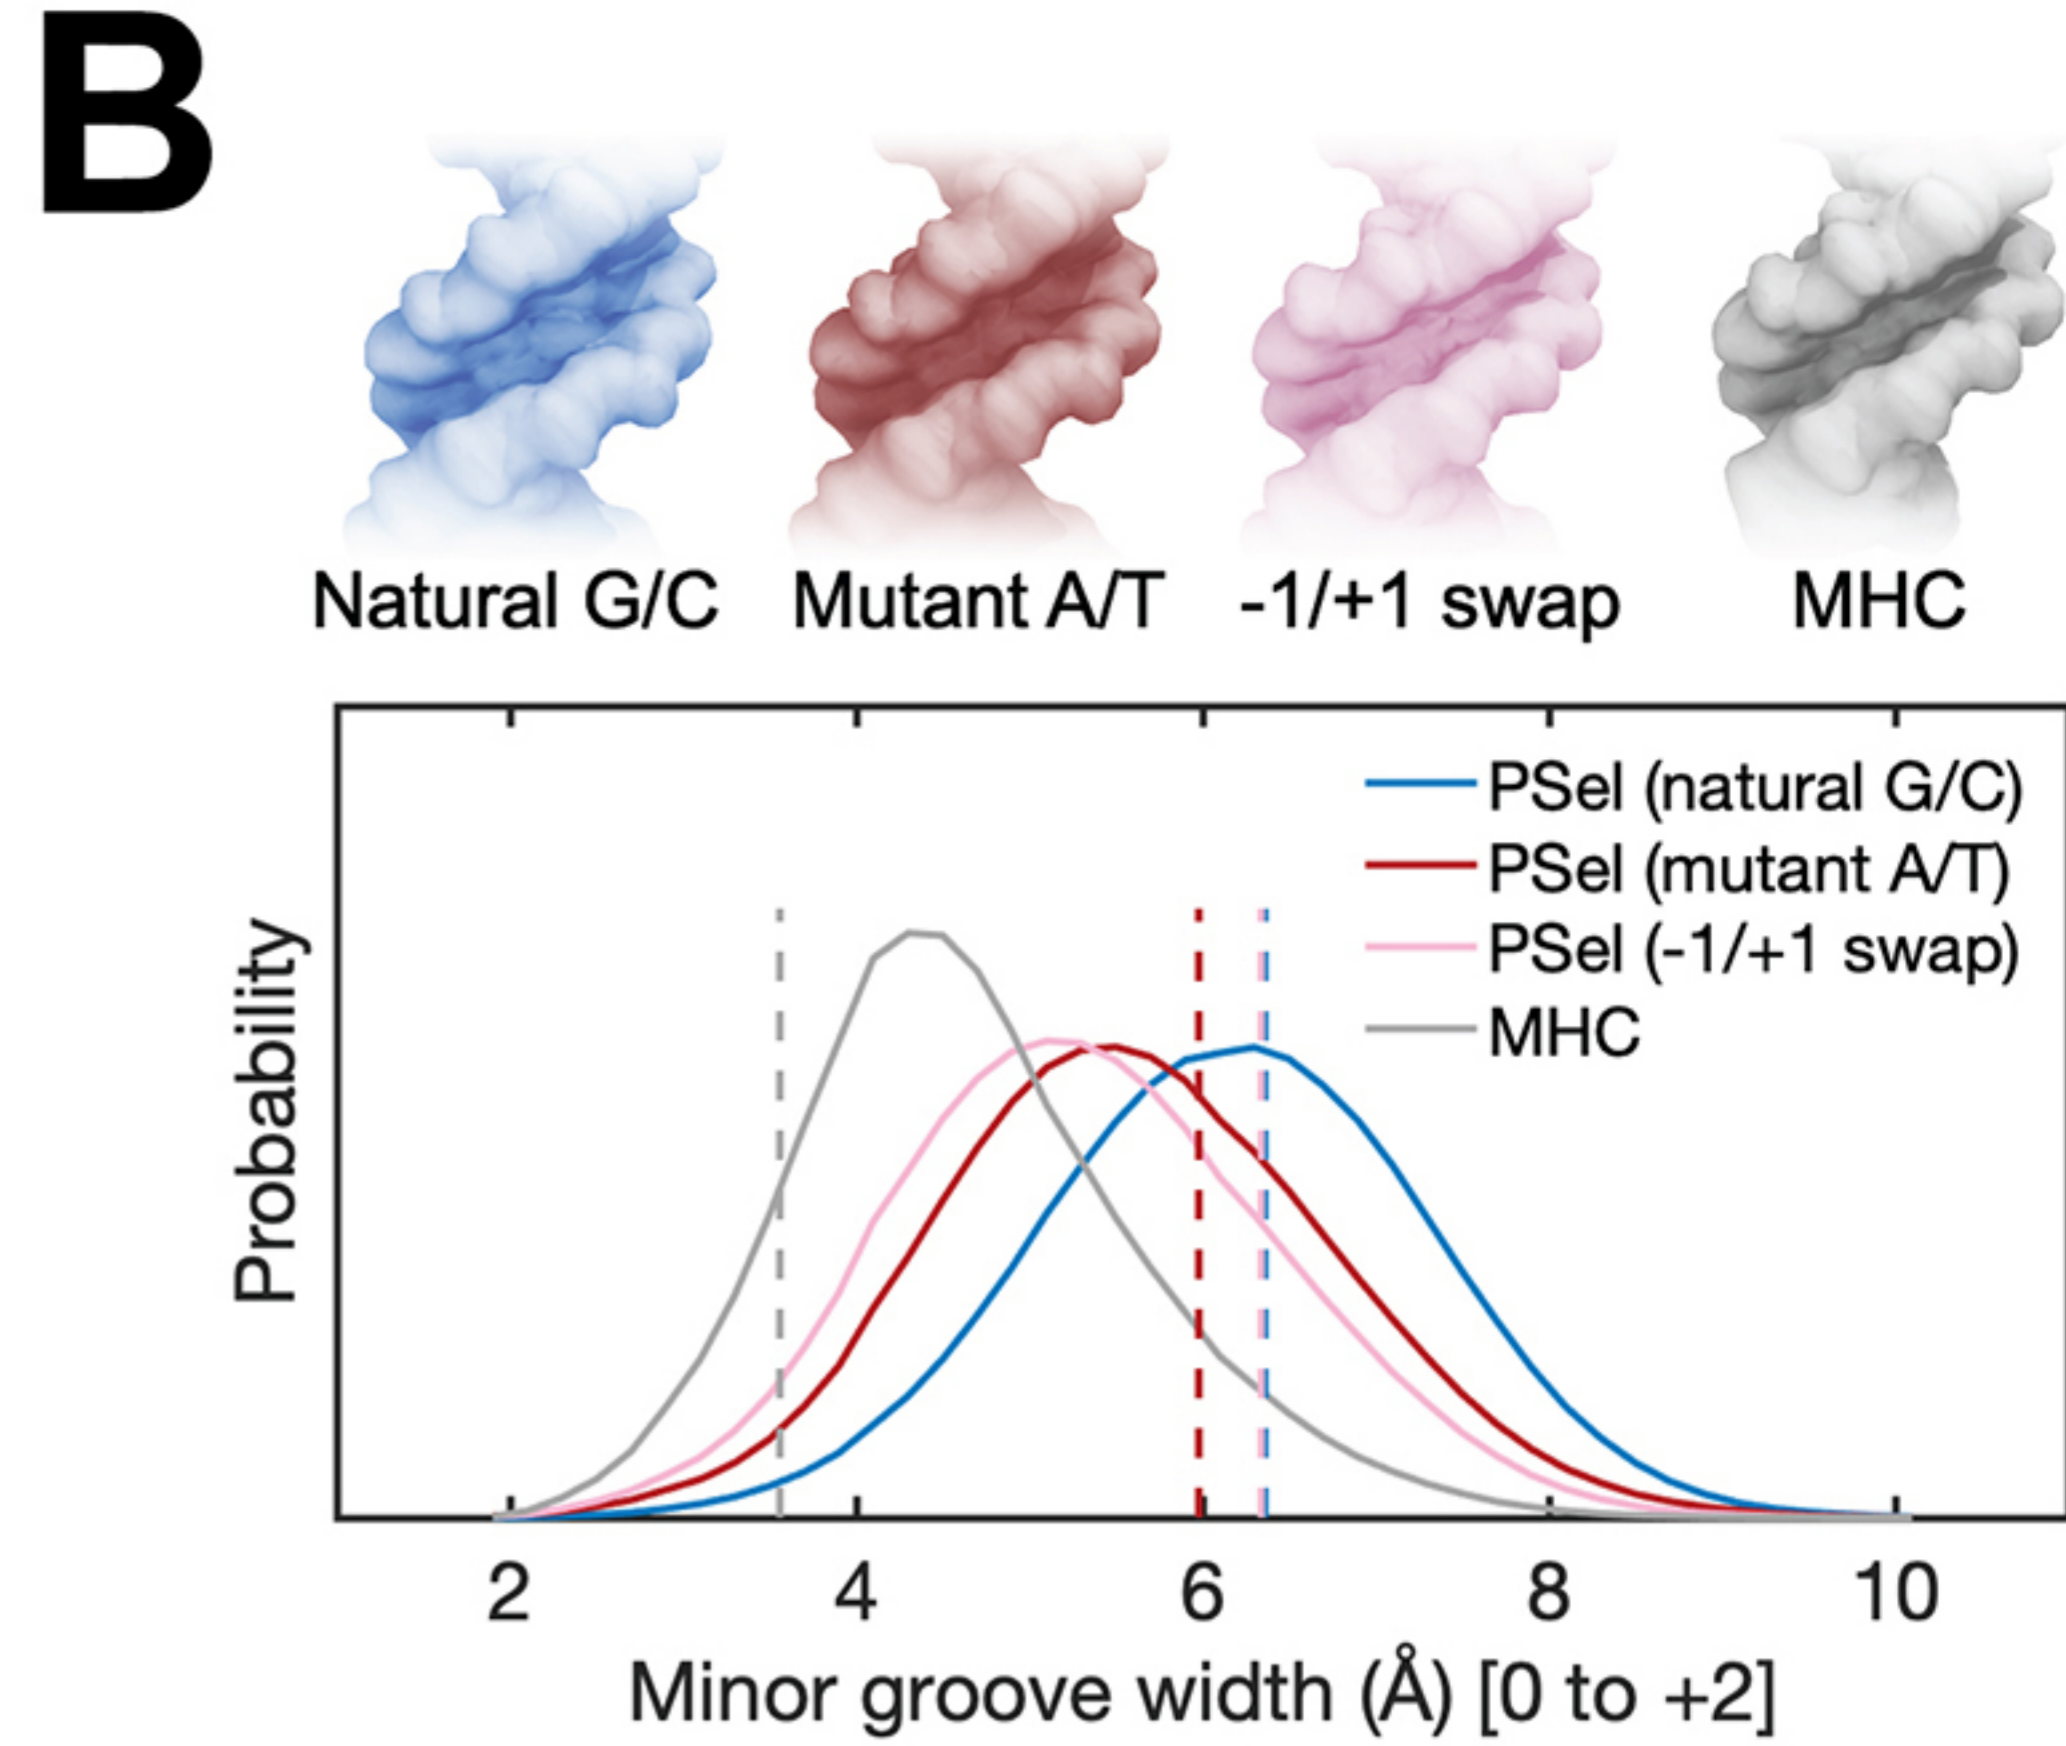 B
Natural G/C Mutant A/T -1/+1 swap MHC
PSel (natural G/C)
PSel (mutant A/T)
PSel (-1/+1 swap)
MHC
Probability
2 4 6 8 10
Minor groove width (Å) [0 to +2]